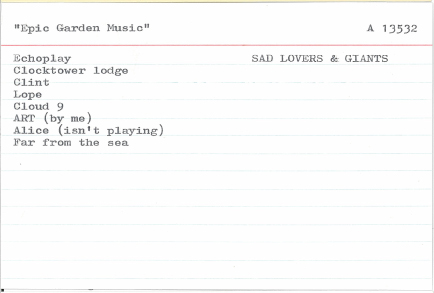 "Epic Garden Music" A 13532
Echoplay SAD LOVERS & GIANTS
Clocktower lodge
Clint
Lope
Cloud 9
ART (by me)
Alice (isn't playing)
Far from the sea